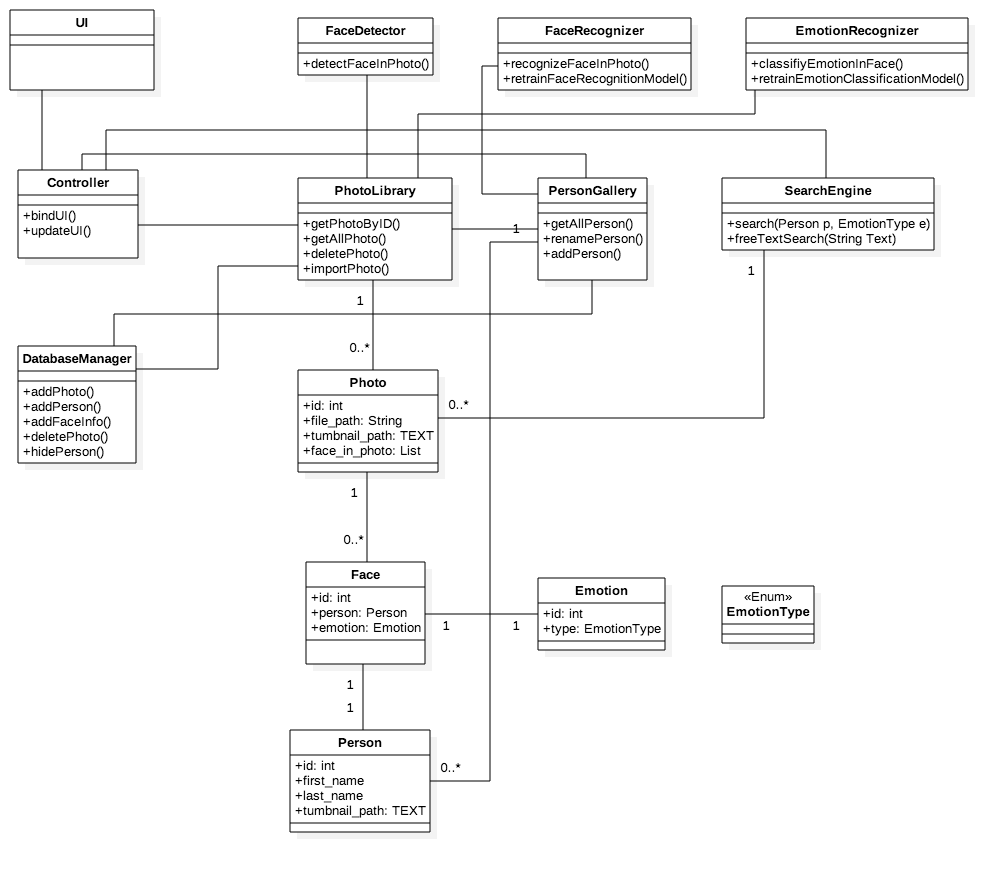 UI
FaceDetector
+detectFaceInPhoto()
FaceRecognizer
+recognizeFaceInPhoto()
+retrainFaceRecognitionModel()
EmotionRecognizer
+classifiyEmotionInFace()
+retrainEmotionClassificationModel()
Controller
+bindUI()
+updateUI()
PhotoLibrary
+getPhotoByID()
+getAllPhoto()
+deletePhoto()
+importPhoto()
PersonGallery
+getAllPerson()
+renamePerson()
+addPerson()
1
SearchEngine
+search(Person p, EmotionType e)
+freeTextSearch(String Text)
1
1
0..*
DatabaseManager
+addPhoto()
+addPerson()
+addFaceInfo()
+deletePhoto()
+hidePerson()
Photo
+id: int
+file_path: String
+tumbnail_path: TEXT
+face_in_photo: List
0..*
1
0..*
Face
+id: int
+person: Person
+emotion: Emotion
1
1
Emotion
+id: int
+type: EmotionType
«Enum»
EmotionType
1
1
Person
+id: int
+first_name
+last_name
+tumbnail_path: TEXT
0..*